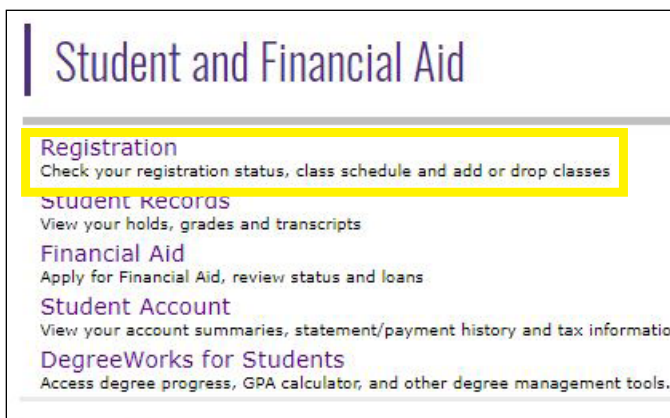 Student and Financial Aid
Registration
Check your registration status, class schedule and add or drop classes
Student Records
View your holds, grades and transcripts
Financial Aid
Apply for Financial Aid, review status and loans
Student Account
View your account summaries, statement/payment history and tax informatio
DegreeWorks for Students
Access degree progress, GPA calculator, and other degree management tools.